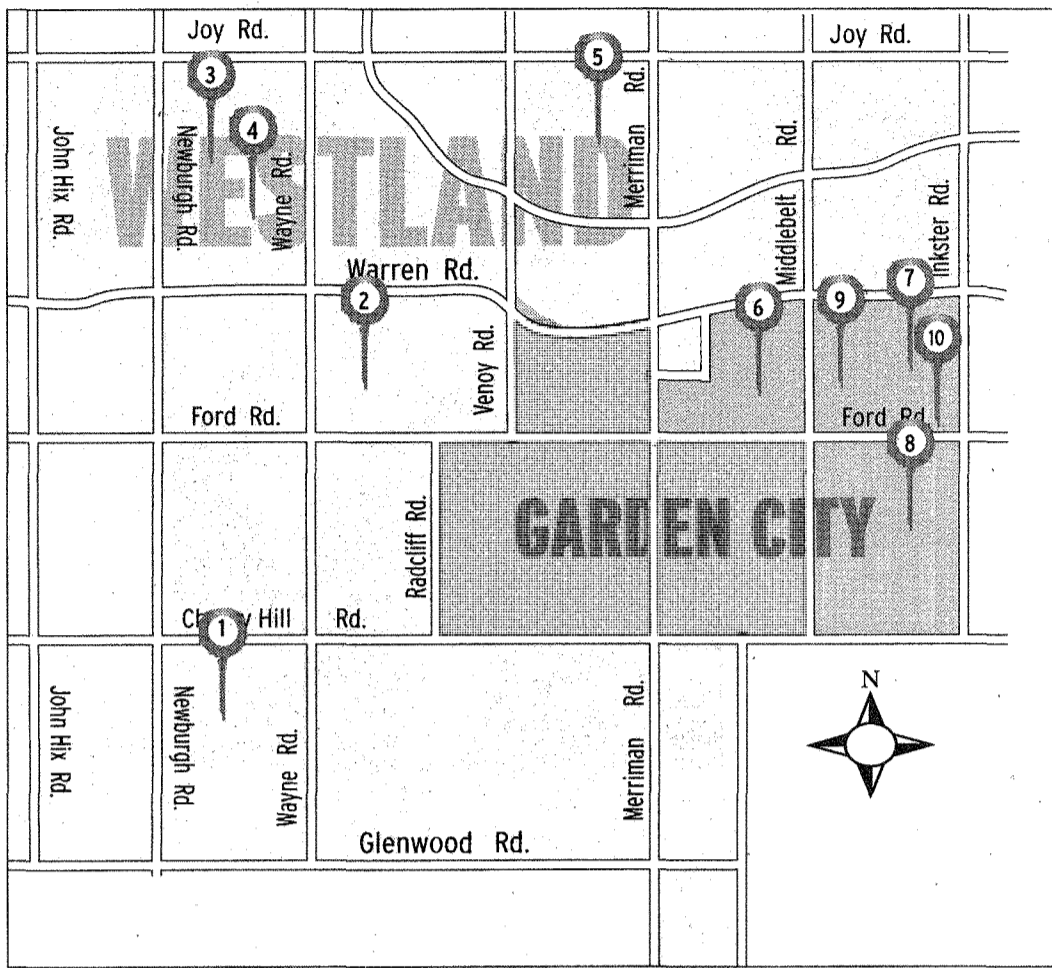 Joy Rd.
Joy Rd.
3
5
4
John Hix Rd.
Newburgh Rd.
Wayne Rd.
WESTLAND
Merriman Rd.
Middlebelt Rd.
Inkster Rd.
Warren Rd.
2
6
9
7
10
Venoy Rd.
Ford Rd.
Ford Rd.
8
Radcliff Rd.
GARDEN CITY
Cherry Hill Rd.
1
John Hix Rd.
Newburgh Rd.
Wayne Rd.
Merriman Rd.
N
Glenwood Rd.